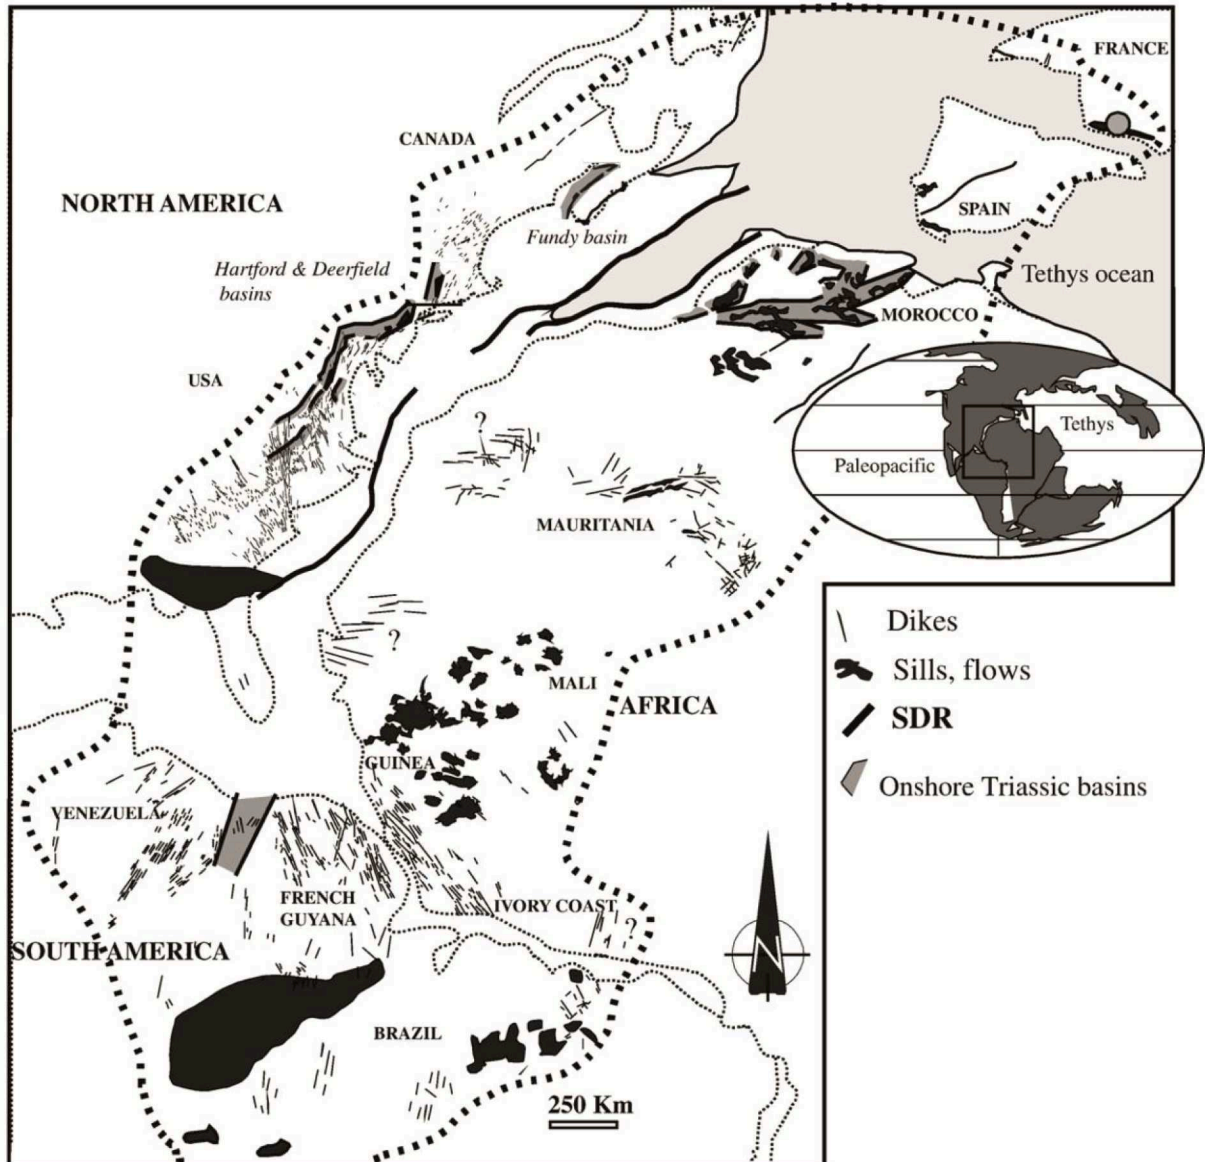 FRANCE
CANADA
NORTH AMERICA
SPAIN
Fundy basin
Hartford & Deerfield
basins
Tethys ocean
MOROCCO
USA
?
Tethys
Paleopacific
MAURITANIA
Dikes
?
Sills, flows
MALI
AFRICA
SDR
GUINEA
Onshore Triassic basins
VENEZUELA
FRENCH
GUYANA
IVORY COAST
?
SOUTH AMERICA
N
BRAZIL
250 Km